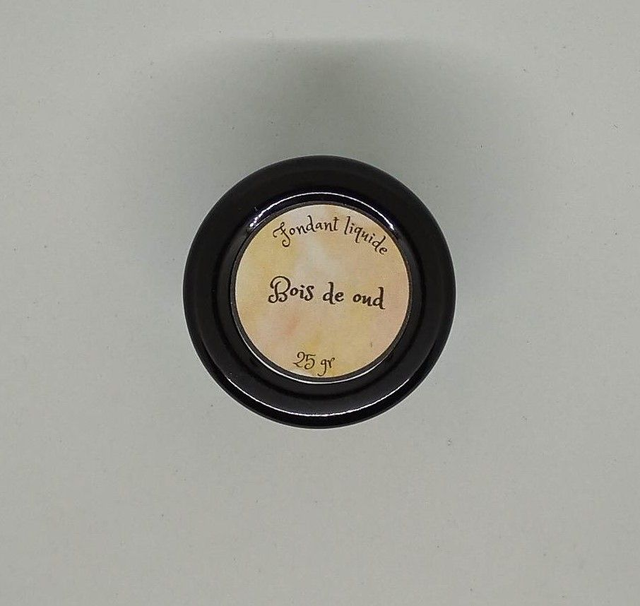 Fondant liquide
Bois de oud
25 gr